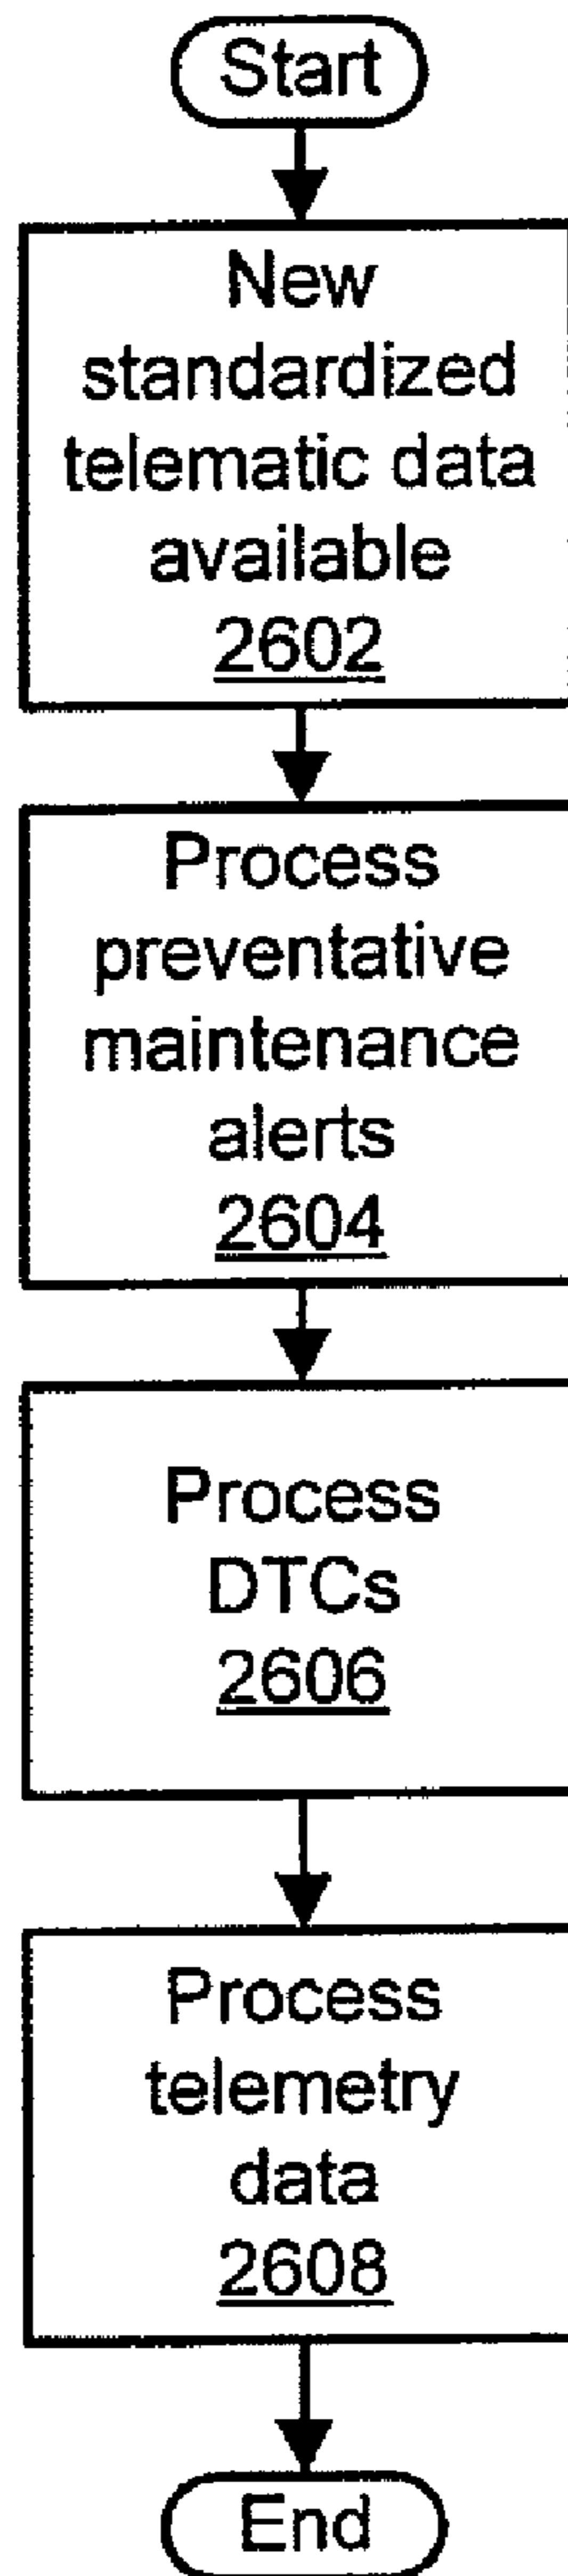 Start
New
standardized
telematic data
available
2602
Process
preventative
maintenance
alerts
2604
Process
DTCs
2606
Process
telemetry
data
2608
End